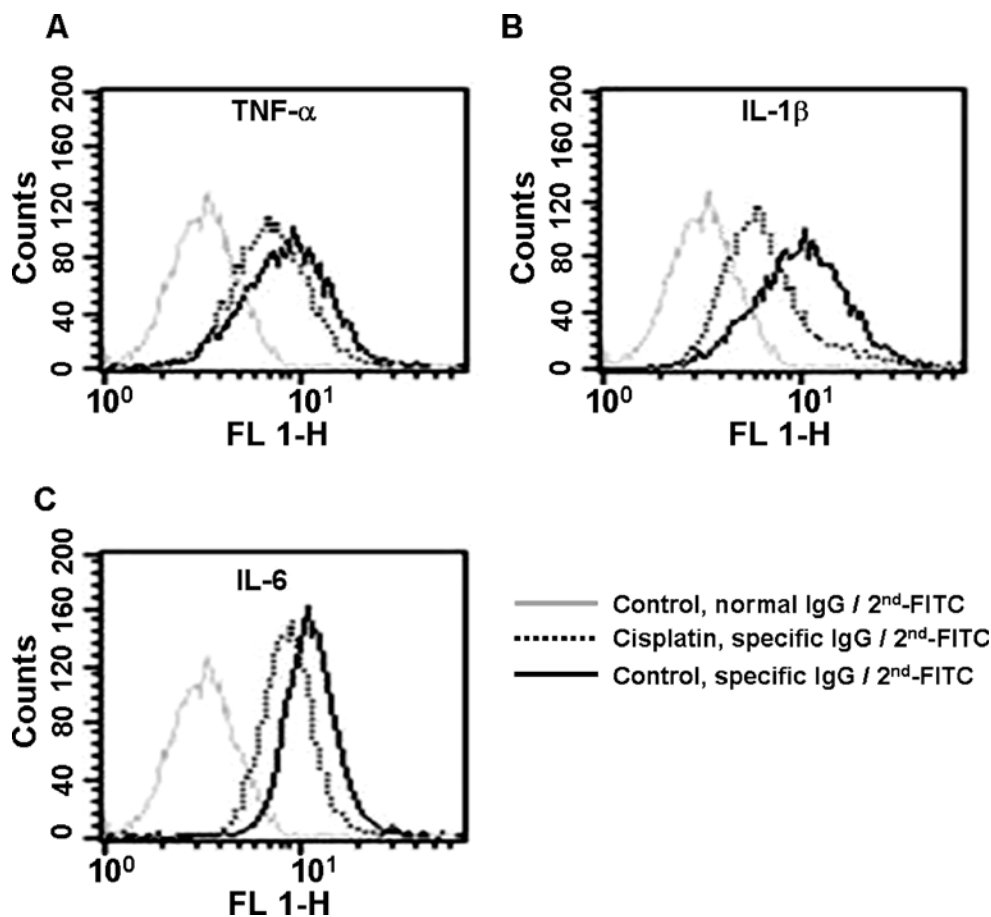 A
TNF-α
Counts
200
160
120
80
40
0
10⁰
10¹
FL 1-H
B
IL-1β
Counts
200
160
120
80
40
0
10⁰
10¹
FL 1-H
C
IL-6
Counts
200
160
120
80
40
0
10⁰
10¹
FL 1-H
Control, normal IgG / 2ⁿᵈ-FITC
Cisplatin, specific IgG / 2ⁿᵈ-FITC
Control, specific IgG / 2ⁿᵈ-FITC